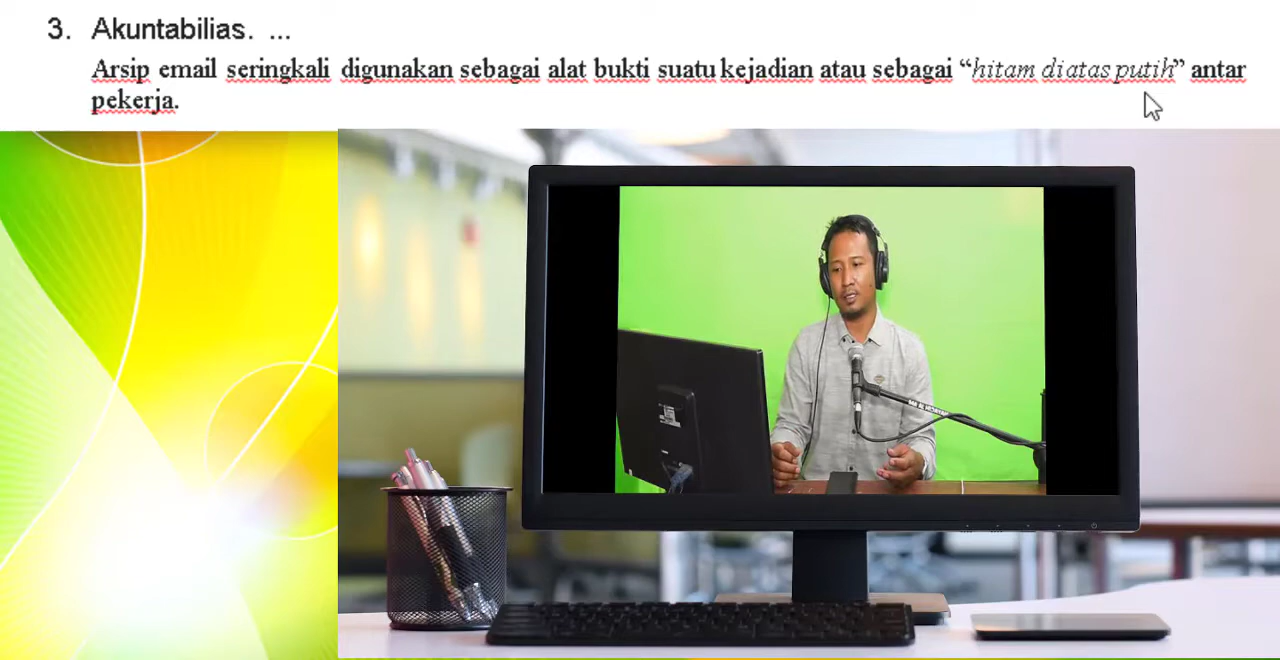 3. Akuntabilias. ...
Arsip email seringkali digunakan sebagai alat bukti suatu kejadian atau sebagai “hitam diatas putih” antar
pekerja.